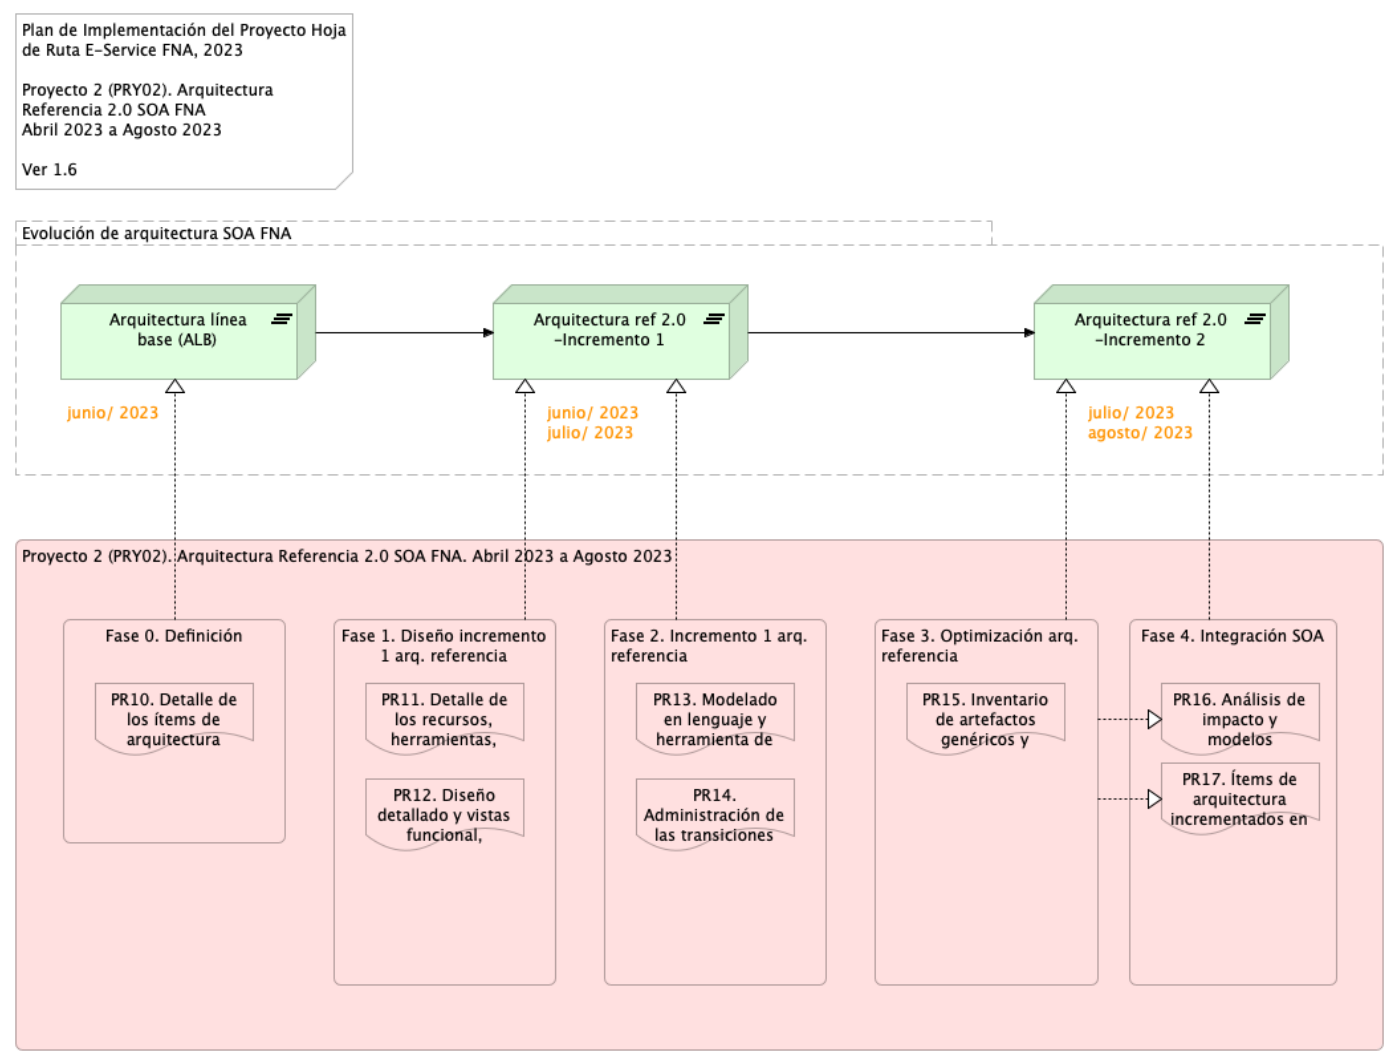 Plan de Implementación del Proyecto Hoja
de Ruta E-Service FNA, 2023
Proyecto 2 (PRY02). Arquitectura
Referencia 2.0 SOA FNA
Abril 2023 a Agosto 2023
Ver 1.6
Evolución de arquitectura SOA FNA
Arquitectura línea
base (ALB)
Arquitectura ref 2.0
-Incremento 1
Arquitectura ref 2.0
-Incremento 2
junio/ 2023
junio/ 2023
julio/ 2023
julio/ 2023
agosto/ 2023
Proyecto 2 (PRY02). Arquitectura Referencia 2.0 SOA FNA. Abril 2023 a Agosto 2023
Fase 0. Definición
PR10. Detalle de
los ítems de
arquitectura
Fase 1. Diseño incremento
1 arq. referencia
PR11. Detalle de
los recursos,
herramientas,
PR12. Diseño
detallado y vistas
funcional,
Fase 2. Incremento 1 arq.
referencia
PR13. Modelado
en lenguaje y
herramienta de
PR14.
Administración de
las transiciones
Fase 3. Optimización arq.
referencia
PR15. Inventario
de artefactos
genéricos y
Fase 4. Integración SOA
PR16. Análisis de
impacto y
modelos
PR17. Ítems de
arquitectura
incrementados en